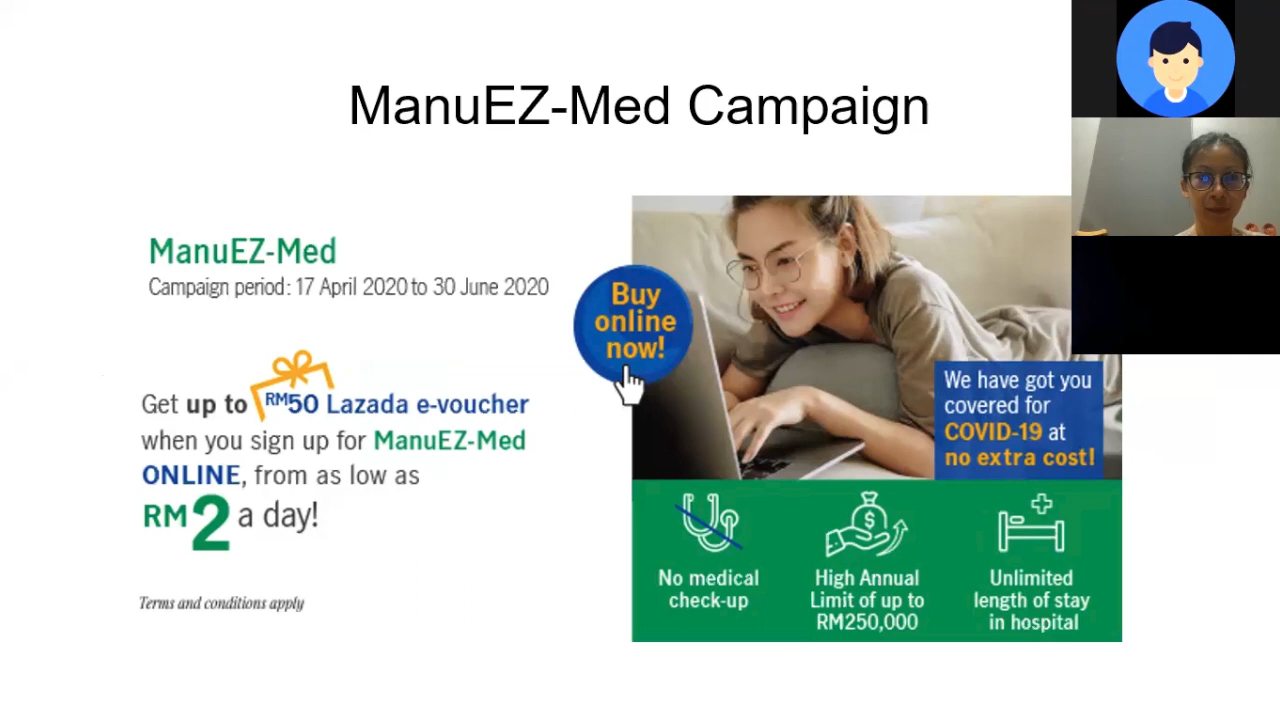 ManuEZ-Med Campaign
ManuEZ-Med
Campaign period: 17 April 2020 to 30 June 2020
Get up to RM50 Lazada e-voucher
when you sign up for ManuEZ-Med
ONLINE, from as low as
RM2 a day!
Terms and conditions apply
Buy
online
now!
We have got you
covered for
COVID-19 at
no extra cost!
No medical
check-up
High Annual
Limit of up to
RM250,000
Unlimited
length of stay
in hospital